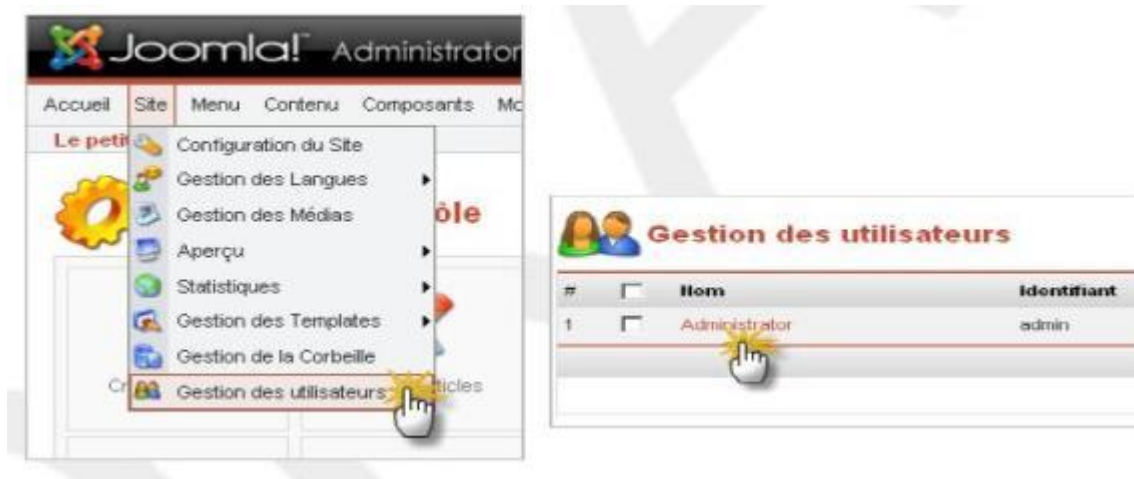 Joomla!™ Administrator
Accueil Site Menu Contenu Composants
Le petit
Configuration du Site
Gestion des Langues
Gestion des Médias
ôle
Aperçu
Statistiques
Gestion des Templates
Gestion de la Corbeille
Gestion des utilisateurs
Gestion des utilisateurs
# Nom Identifiant
1 Administrator admin